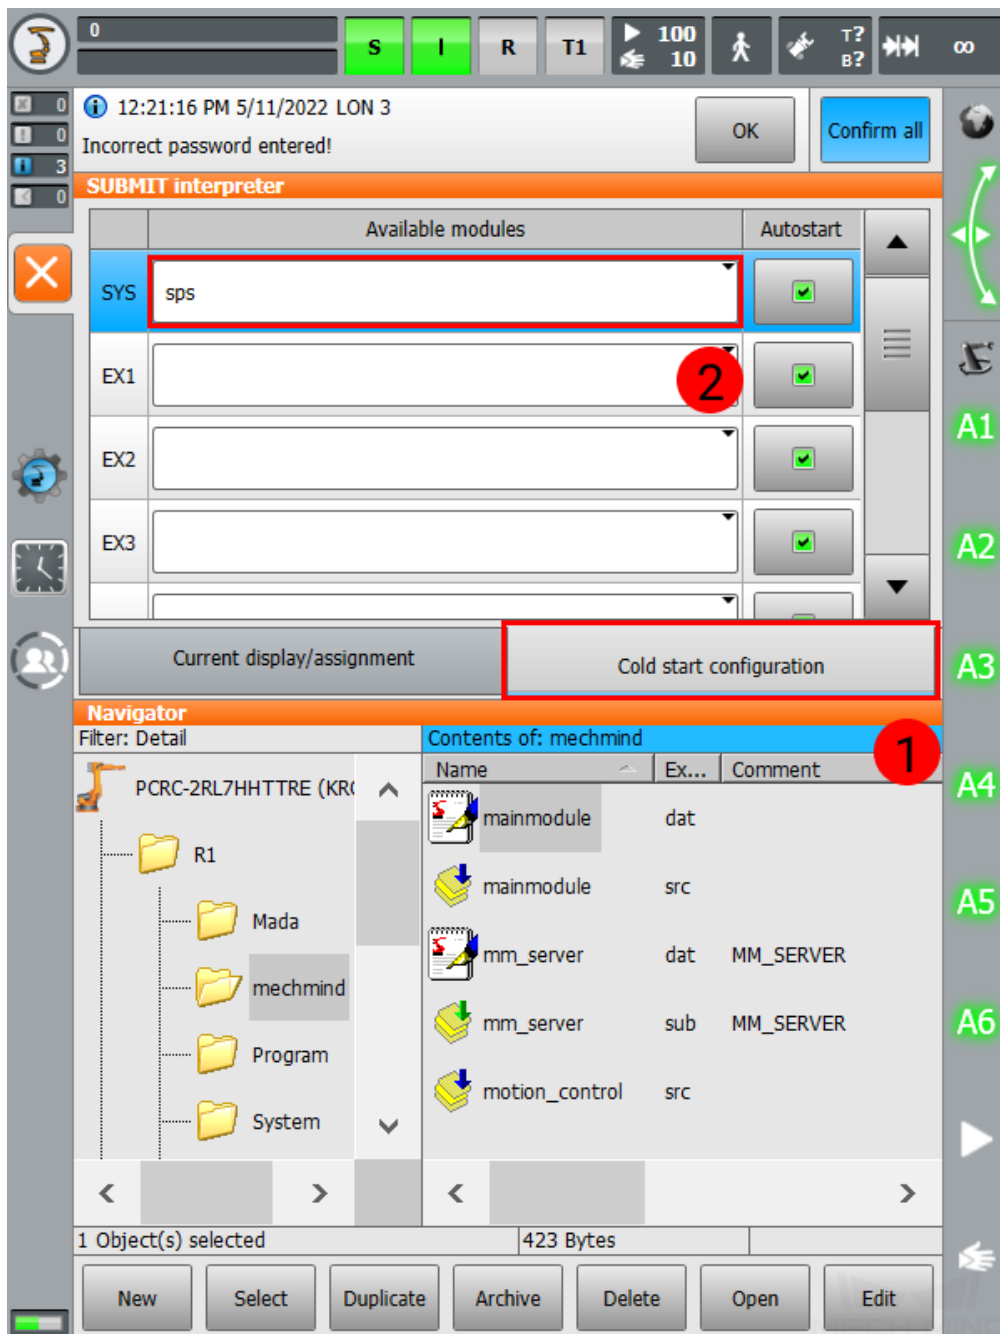 0
S I R T1 100 T?
10 B? ∞
0 12:21:16 PM 5/11/2022 LON 3
0 Incorrect password entered! OK Confirm all
3
0 SUBMIT interpreter
Available modules Autostart
SYS sps
EX1
2
EX2
EX3
Current display/assignment Cold start configuration
Navigator
Filter: Detail Contents of: mechmind
1
Name Ex... Comment
PCRC-2RL7HHTTRE (KR
R1
Mada
mechmind
Program
System
mainmodule dat
mainmodule src
mm_server dat MM_SERVER
mm_server sub MM_SERVER
motion_control src
1 Object(s) selected 423 Bytes
New Select Duplicate Archive Delete Open Edit
A1
A2
A3
A4
A5
A6